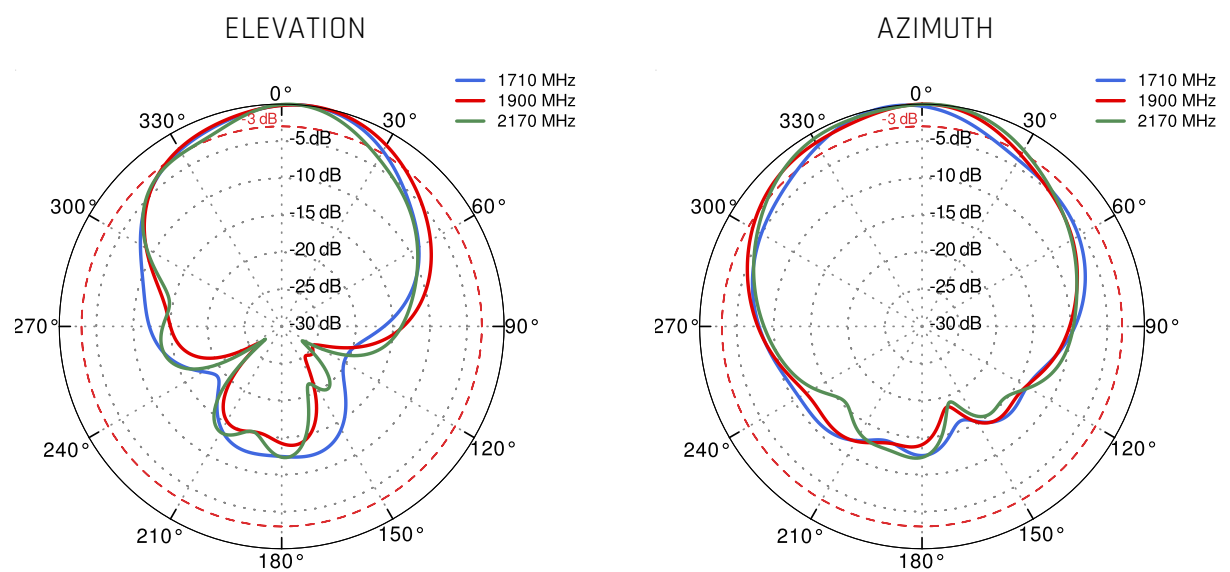 ELEVATION
1710 MHz
1900 MHz
2170 MHz
0°
-3 dB
330°
30°
-5 dB
-10 dB
300°
60°
-15 dB
-20 dB
-25 dB
270°
-30 dB
90°
240°
120°
210°
150°
180°
AZIMUTH
1710 MHz
1900 MHz
2170 MHz
0°
-3 dB
330°
30°
-5 dB
-10 dB
300°
60°
-15 dB
-20 dB
-25 dB
270°
-30 dB
90°
240°
120°
210°
150°
180°